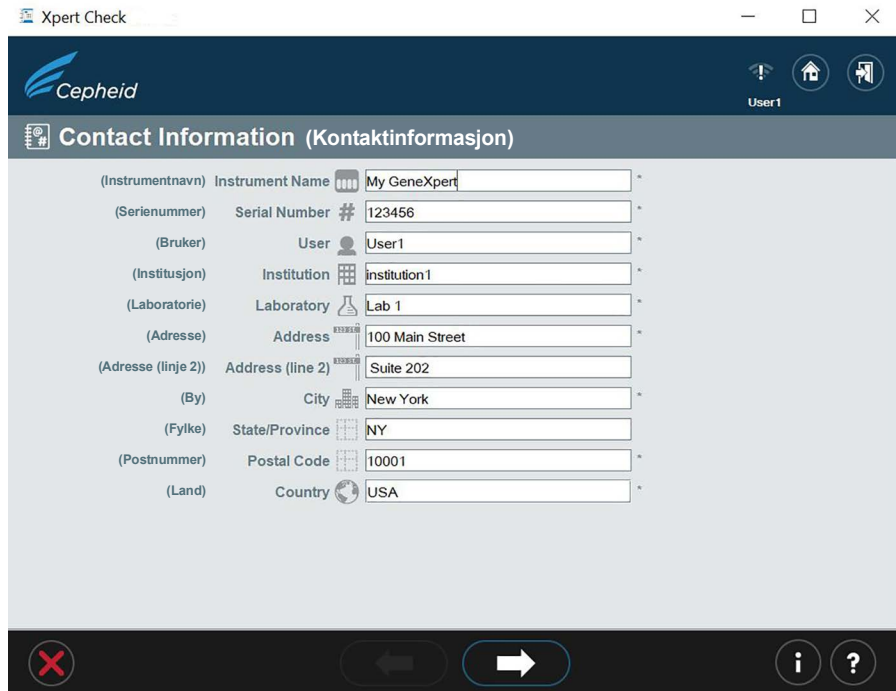 Xpert Check
Cepheid
User1
Contact Information (Kontaktinformasjon)
(Instrumentnavn) Instrument Name My GeneXpert *
(Serienummer) Serial Number # 123456 *
(Bruker) User User1 *
(Institusjon) Institution institution1 *
(Laboratorie) Laboratory Lab 1 *
(Adresse) Address 100 Main Street *
(Adresse (linje 2)) Address (line 2) Suite 202
(By) City New York *
(Fylke) State/Province NY
(Postnummer) Postal Code 10001 *
(Land) Country USA *
i ?